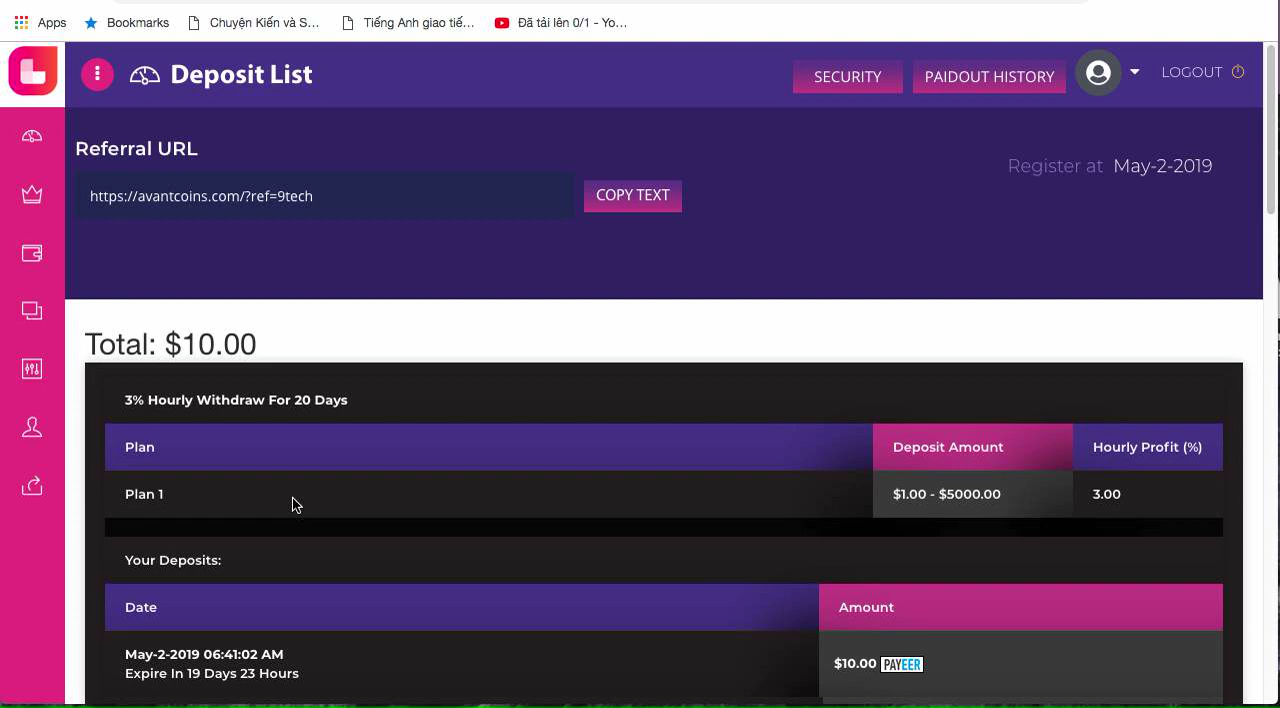 Apps Bookmarks Chuyện Kiến và S... Tiếng Anh giao tiế... Đã tải lên 0/1 - Yo...
Deposit List SECURITY PAIDOUT HISTORY LOGOUT
Referral URL
Register at May-2-2019
https://avantcoins.com/?ref=9tech COPY TEXT
Total: $10.00
3% Hourly Withdraw For 20 Days
Plan Deposit Amount Hourly Profit (%)
Plan 1 $1.00 - $5000.00 3.00
Your Deposits:
Date Amount
May-2-2019 06:41:02 AM
$10.00 PAYEER
Expire In 19 Days 23 Hours